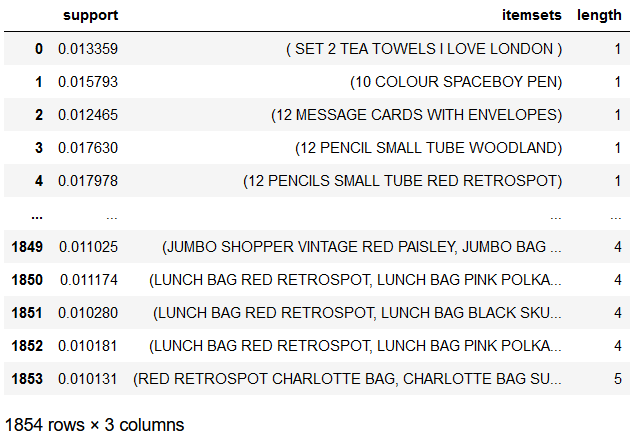 support itemsets length
0 0.013359 ( SET 2 TEA TOWELS I LOVE LONDON ) 1
1 0.015793 (10 COLOUR SPACEBOY PEN) 1
2 0.012465 (12 MESSAGE CARDS WITH ENVELOPES) 1
3 0.017630 (12 PENCIL SMALL TUBE WOODLAND) 1
4 0.017978 (12 PENCILS SMALL TUBE RED RETROSPOT) 1
... ... ... ...
1849 0.011025 (JUMBO SHOPPER VINTAGE RED PAISLEY, JUMBO BAG ... 4
1850 0.011174 (LUNCH BAG RED RETROSPOT, LUNCH BAG PINK POLKA... 4
1851 0.010280 (LUNCH BAG RED RETROSPOT, LUNCH BAG BLACK SKU... 4
1852 0.010181 (LUNCH BAG RED RETROSPOT, LUNCH BAG PINK POLKA... 4
1853 0.010131 (RED RETROSPOT CHARLOTTE BAG, CHARLOTTE BAG SU... 5
1854 rows × 3 columns